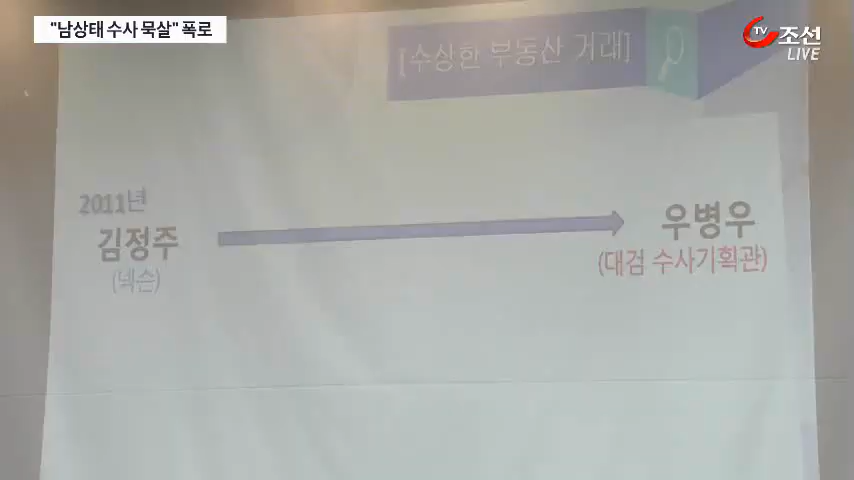 "남상태 수사 묵살" 폭로
TV조선
LIVE
[수상한 부동산 거래]
2011년
김정주
(넥슨)
우병우
(대검 수사기획관)